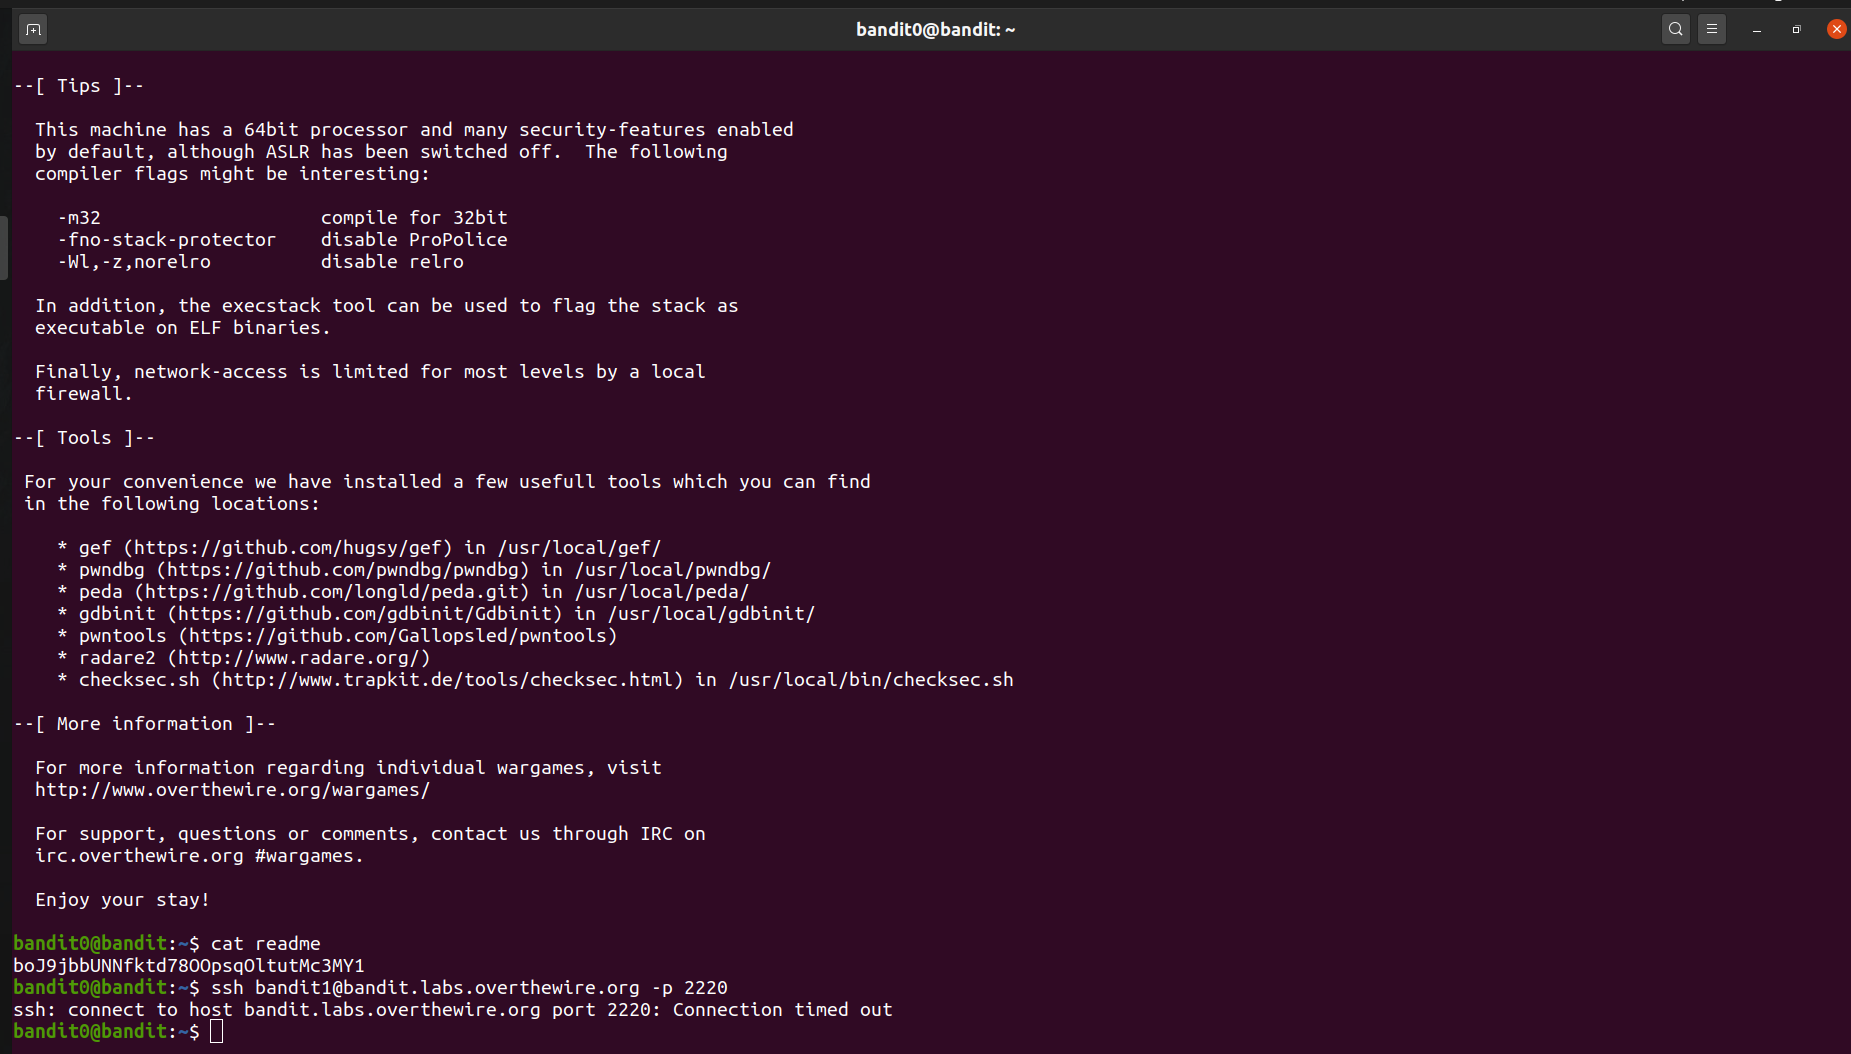 bandit0@bandit: ~
--[ Tips ]--
This machine has a 64bit processor and many security-features enabled
by default, although ASLR has been switched off.  The following
compiler flags might be interesting:
-m32                    compile for 32bit
-fno-stack-protector    disable ProPolice
-Wl,-z,norelro          disable relro
In addition, the execstack tool can be used to flag the stack as
executable on ELF binaries.
Finally, network-access is limited for most levels by a local
firewall.
--[ Tools ]--
For your convenience we have installed a few usefull tools which you can find
in the following locations:
* gef (https://github.com/hugsy/gef) in /usr/local/gef/
* pwndbg (https://github.com/pwndbg/pwndbg) in /usr/local/pwndbg/
* peda (https://github.com/longld/peda.git) in /usr/local/peda/
* gdbinit (https://github.com/gdbinit/Gdbinit) in /usr/local/gdbinit/
* pwntools (https://github.com/Gallopsled/pwntools)
* radare2 (http://www.radare.org/)
* checksec.sh (http://www.trapkit.de/tools/checksec.html) in /usr/local/bin/checksec.sh
--[ More information ]--
For more information regarding individual wargames, visit
http://www.overthewire.org/wargames/
For support, questions or comments, contact us through IRC on
irc.overthewire.org #wargames.
Enjoy your stay!
bandit0@bandit:~$ cat readme
boJ9jbbUNNfktd78OOpsqOltutMc3MY1
bandit0@bandit:~$ ssh bandit1@bandit.labs.overthewire.org -p 2220
ssh: connect to host bandit.labs.overthewire.org port 2220: Connection timed out
bandit0@bandit:~$